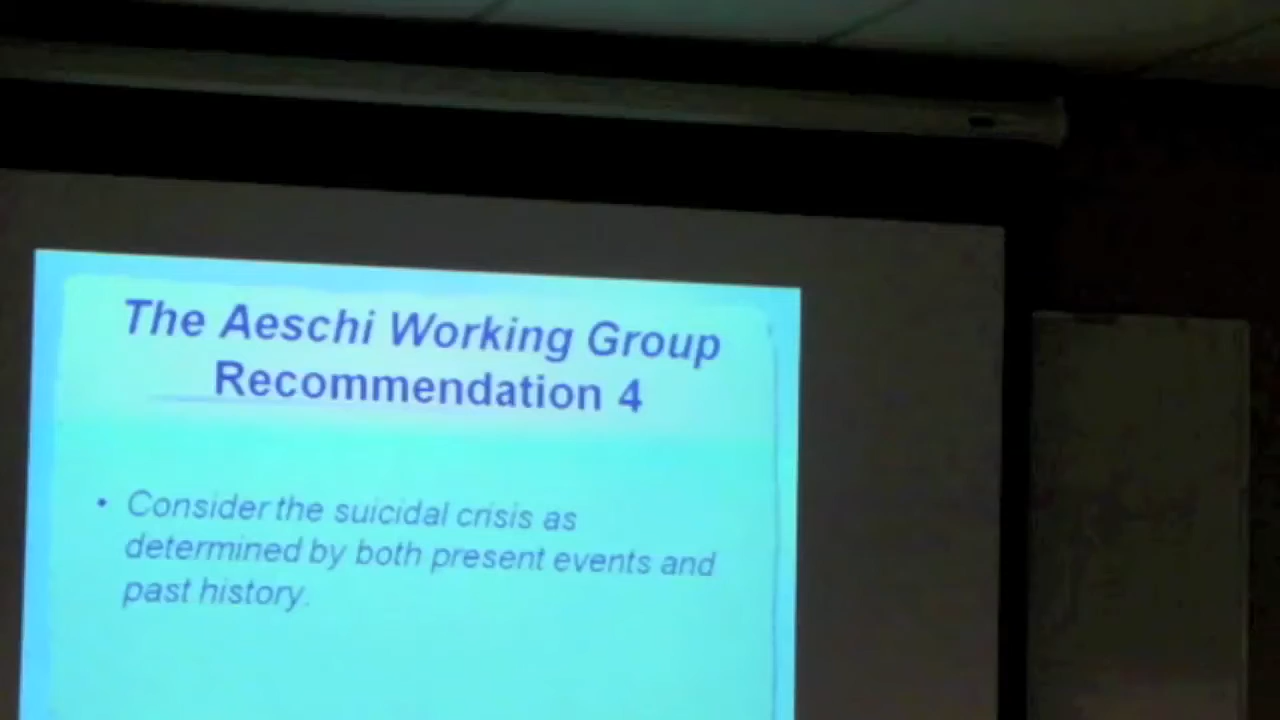 The Aeschi Working Group
Recommendation 4
• Consider the suicidal crisis as
determined by both present events and
past history.